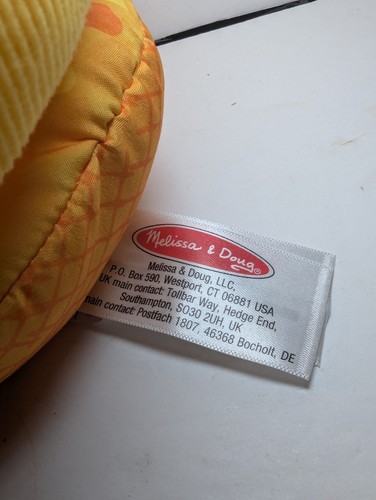 Melissa & Doug®
Melissa & Doug, LLC,
P.O. Box 590, Westport, CT 06881 USA
UK main contact: Tollbar Way, Hedge End,
Southampton, SO30 2UH, UK
main contact: Postfach 1807, 46368 Bocholt, DE